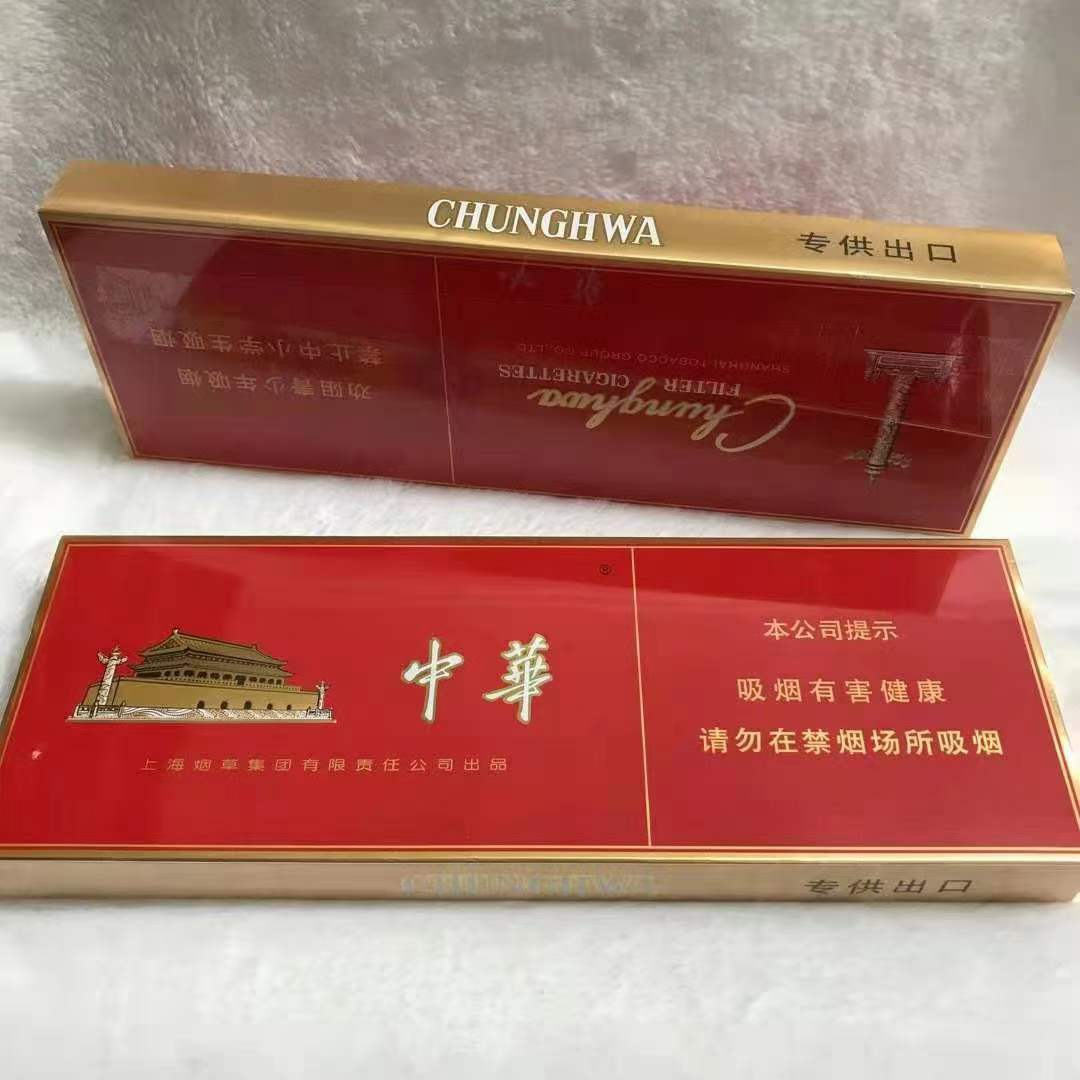 CHUNGHWA
专供出口
Chunghwa
FILTER CIGARETTES
SHANGHAI TOBACCO GROUP CO.,LTD.
劝阻青少年吸烟
禁止中小学生吸烟
®
中華
上海烟草集团有限责任公司出品
本公司提示
吸烟有害健康
请勿在禁烟场所吸烟
CHUNGHWA
专供出口